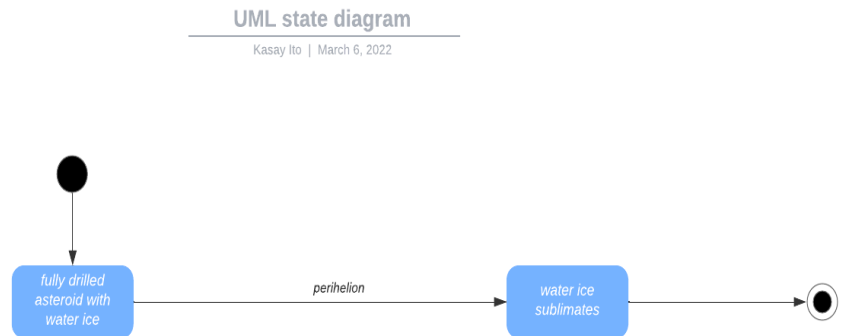 UML state diagram
Kasay Ito | March 6, 2022
fully drilled
asteroid with
water ice
perihelion
water ice
sublimates